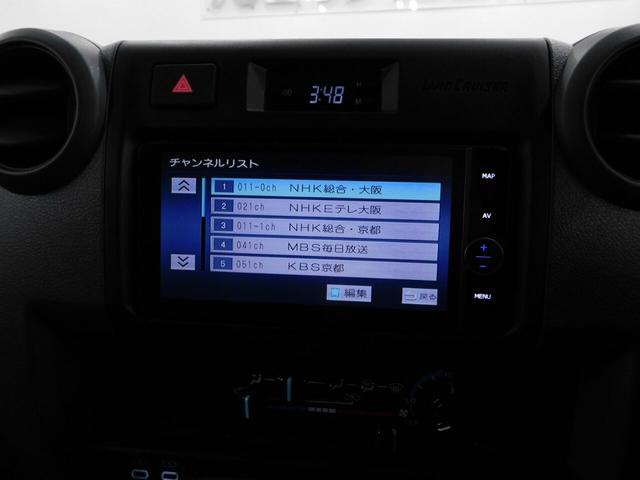 3:48
H
M
LAND CRUISER
チャンネルリスト
1 011-0ch NHK総合・大阪
2 021ch NHKEテレ大阪
3 011-1ch NHK総合・京都
4 041ch MBS毎日放送
5 051ch KBS京都
編集
戻る
MAP
AV
+
−
MENU